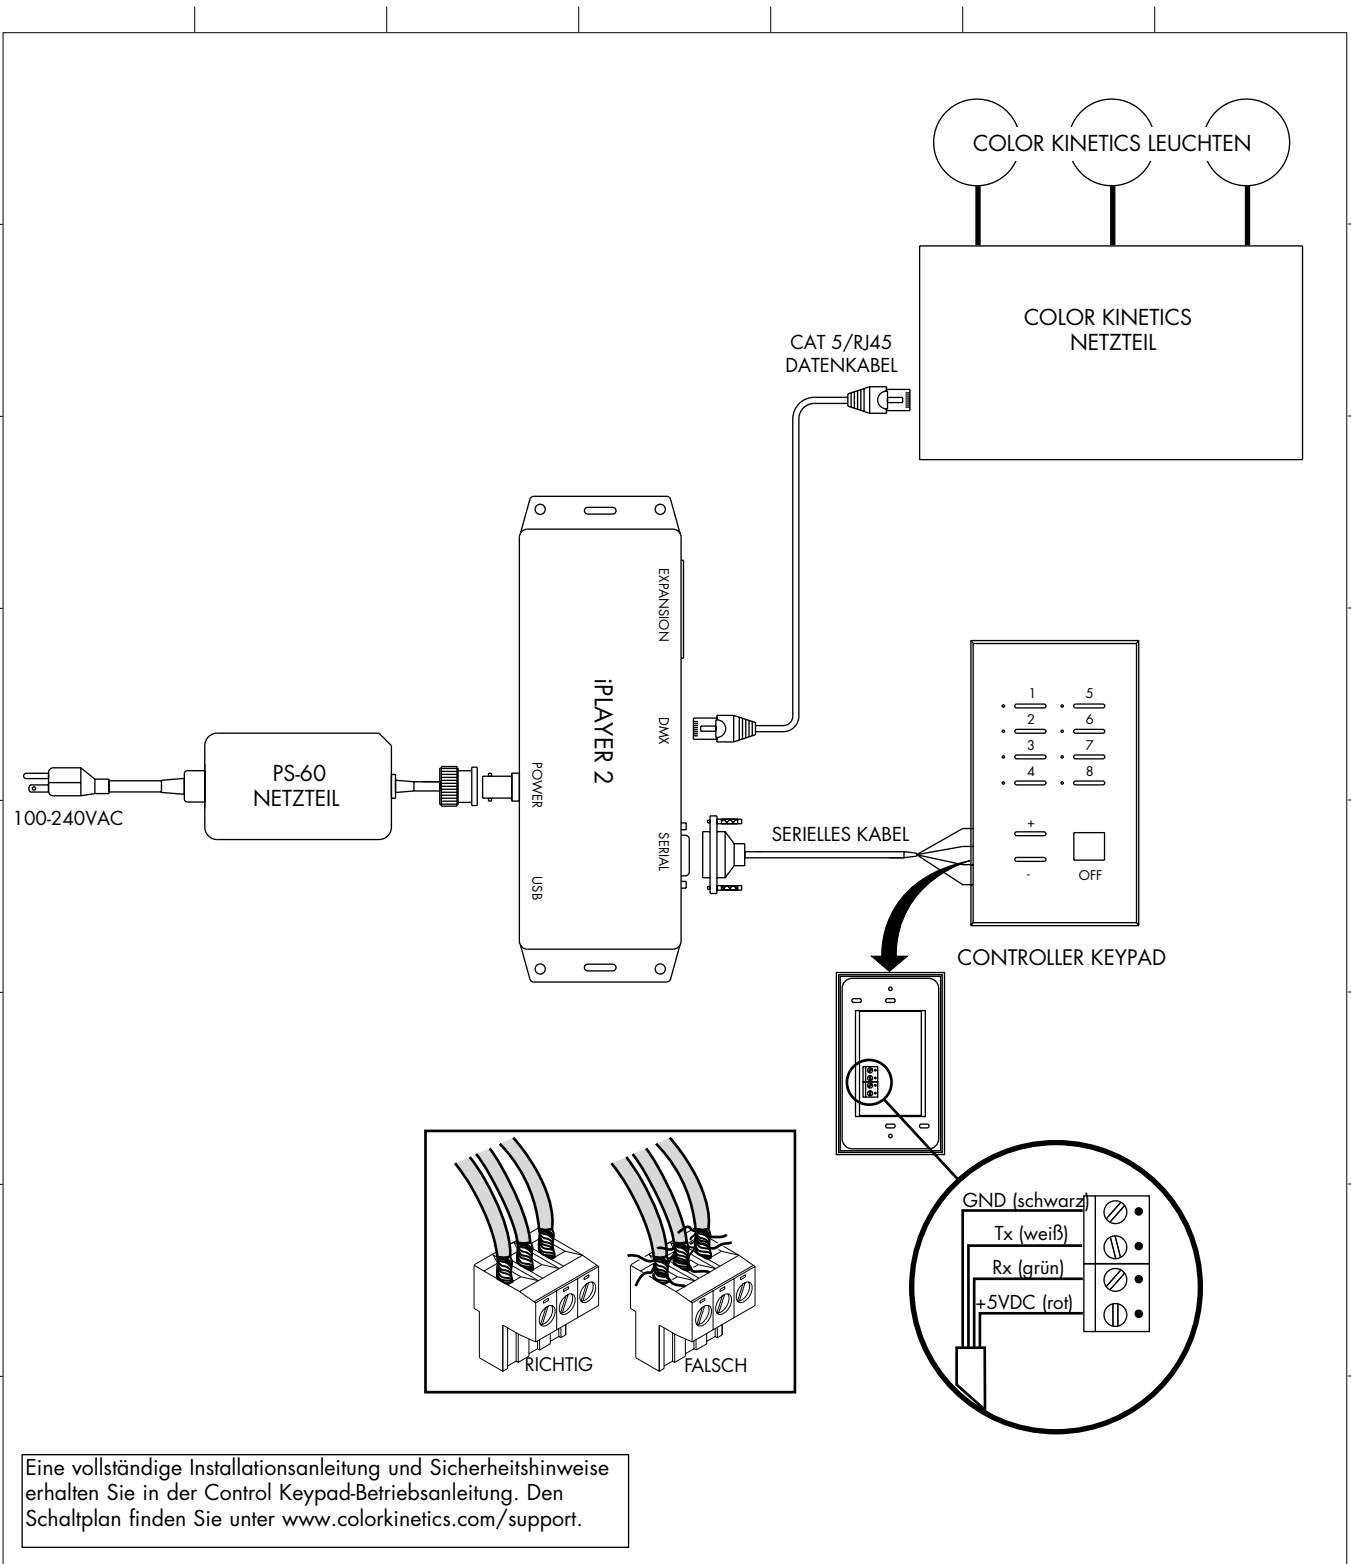 COLOR KINETICS LEUCHTEN
COLOR KINETICS
NETZTEIL
CAT 5/RJ45
DATENKABEL
EXPANSION
iPLAYER 2
DMX
POWER
SERIAL
USB
PS-60
NETZTEIL
100-240VAC
SERIELLES KABEL
1 5
2 6
3 7
4 8
+
-
OFF
CONTROLLER KEYPAD
GND (schwarz)
Tx (weiß)
Rx (grün)
+5VDC (rot)
RICHTIG
FALSCH
Eine vollständige Installationsanleitung und Sicherheitshinweise
erhalten Sie in der Control Keypad-Betriebsanleitung. Den
Schaltplan finden Sie unter www.colorkinetics.com/support.